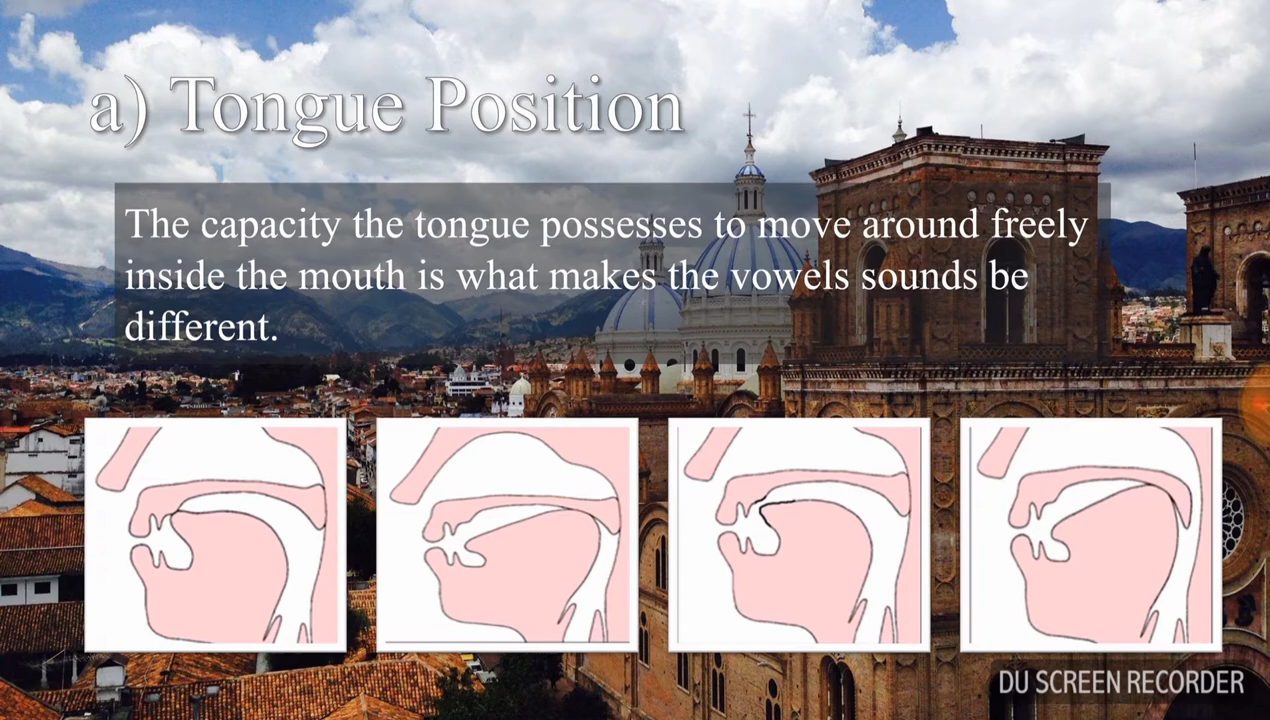 a) Tongue Position
The capacity the tongue possesses to move around freely
inside the mouth is what makes the vowels sounds be
different.
DU SCREEN RECORDER